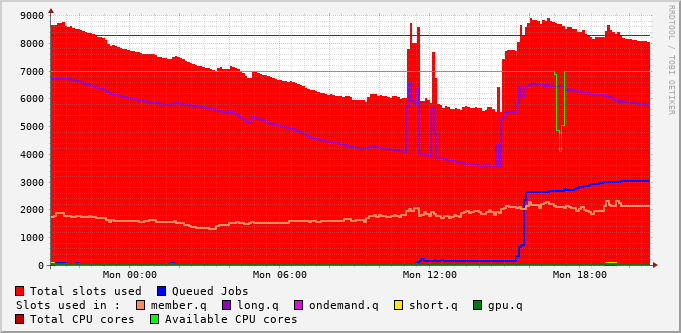 9000
8000
7000
6000
5000
4000
3000
2000
1000
0
Mon 00:00 Mon 06:00 Mon 12:00 Mon 18:00
RRDTOOL / TOBI OETIKER
Total slots used Queued Jobs
Slots used in : member.q long.q ondemand.q short.q gpu.q
Total CPU cores Available CPU cores